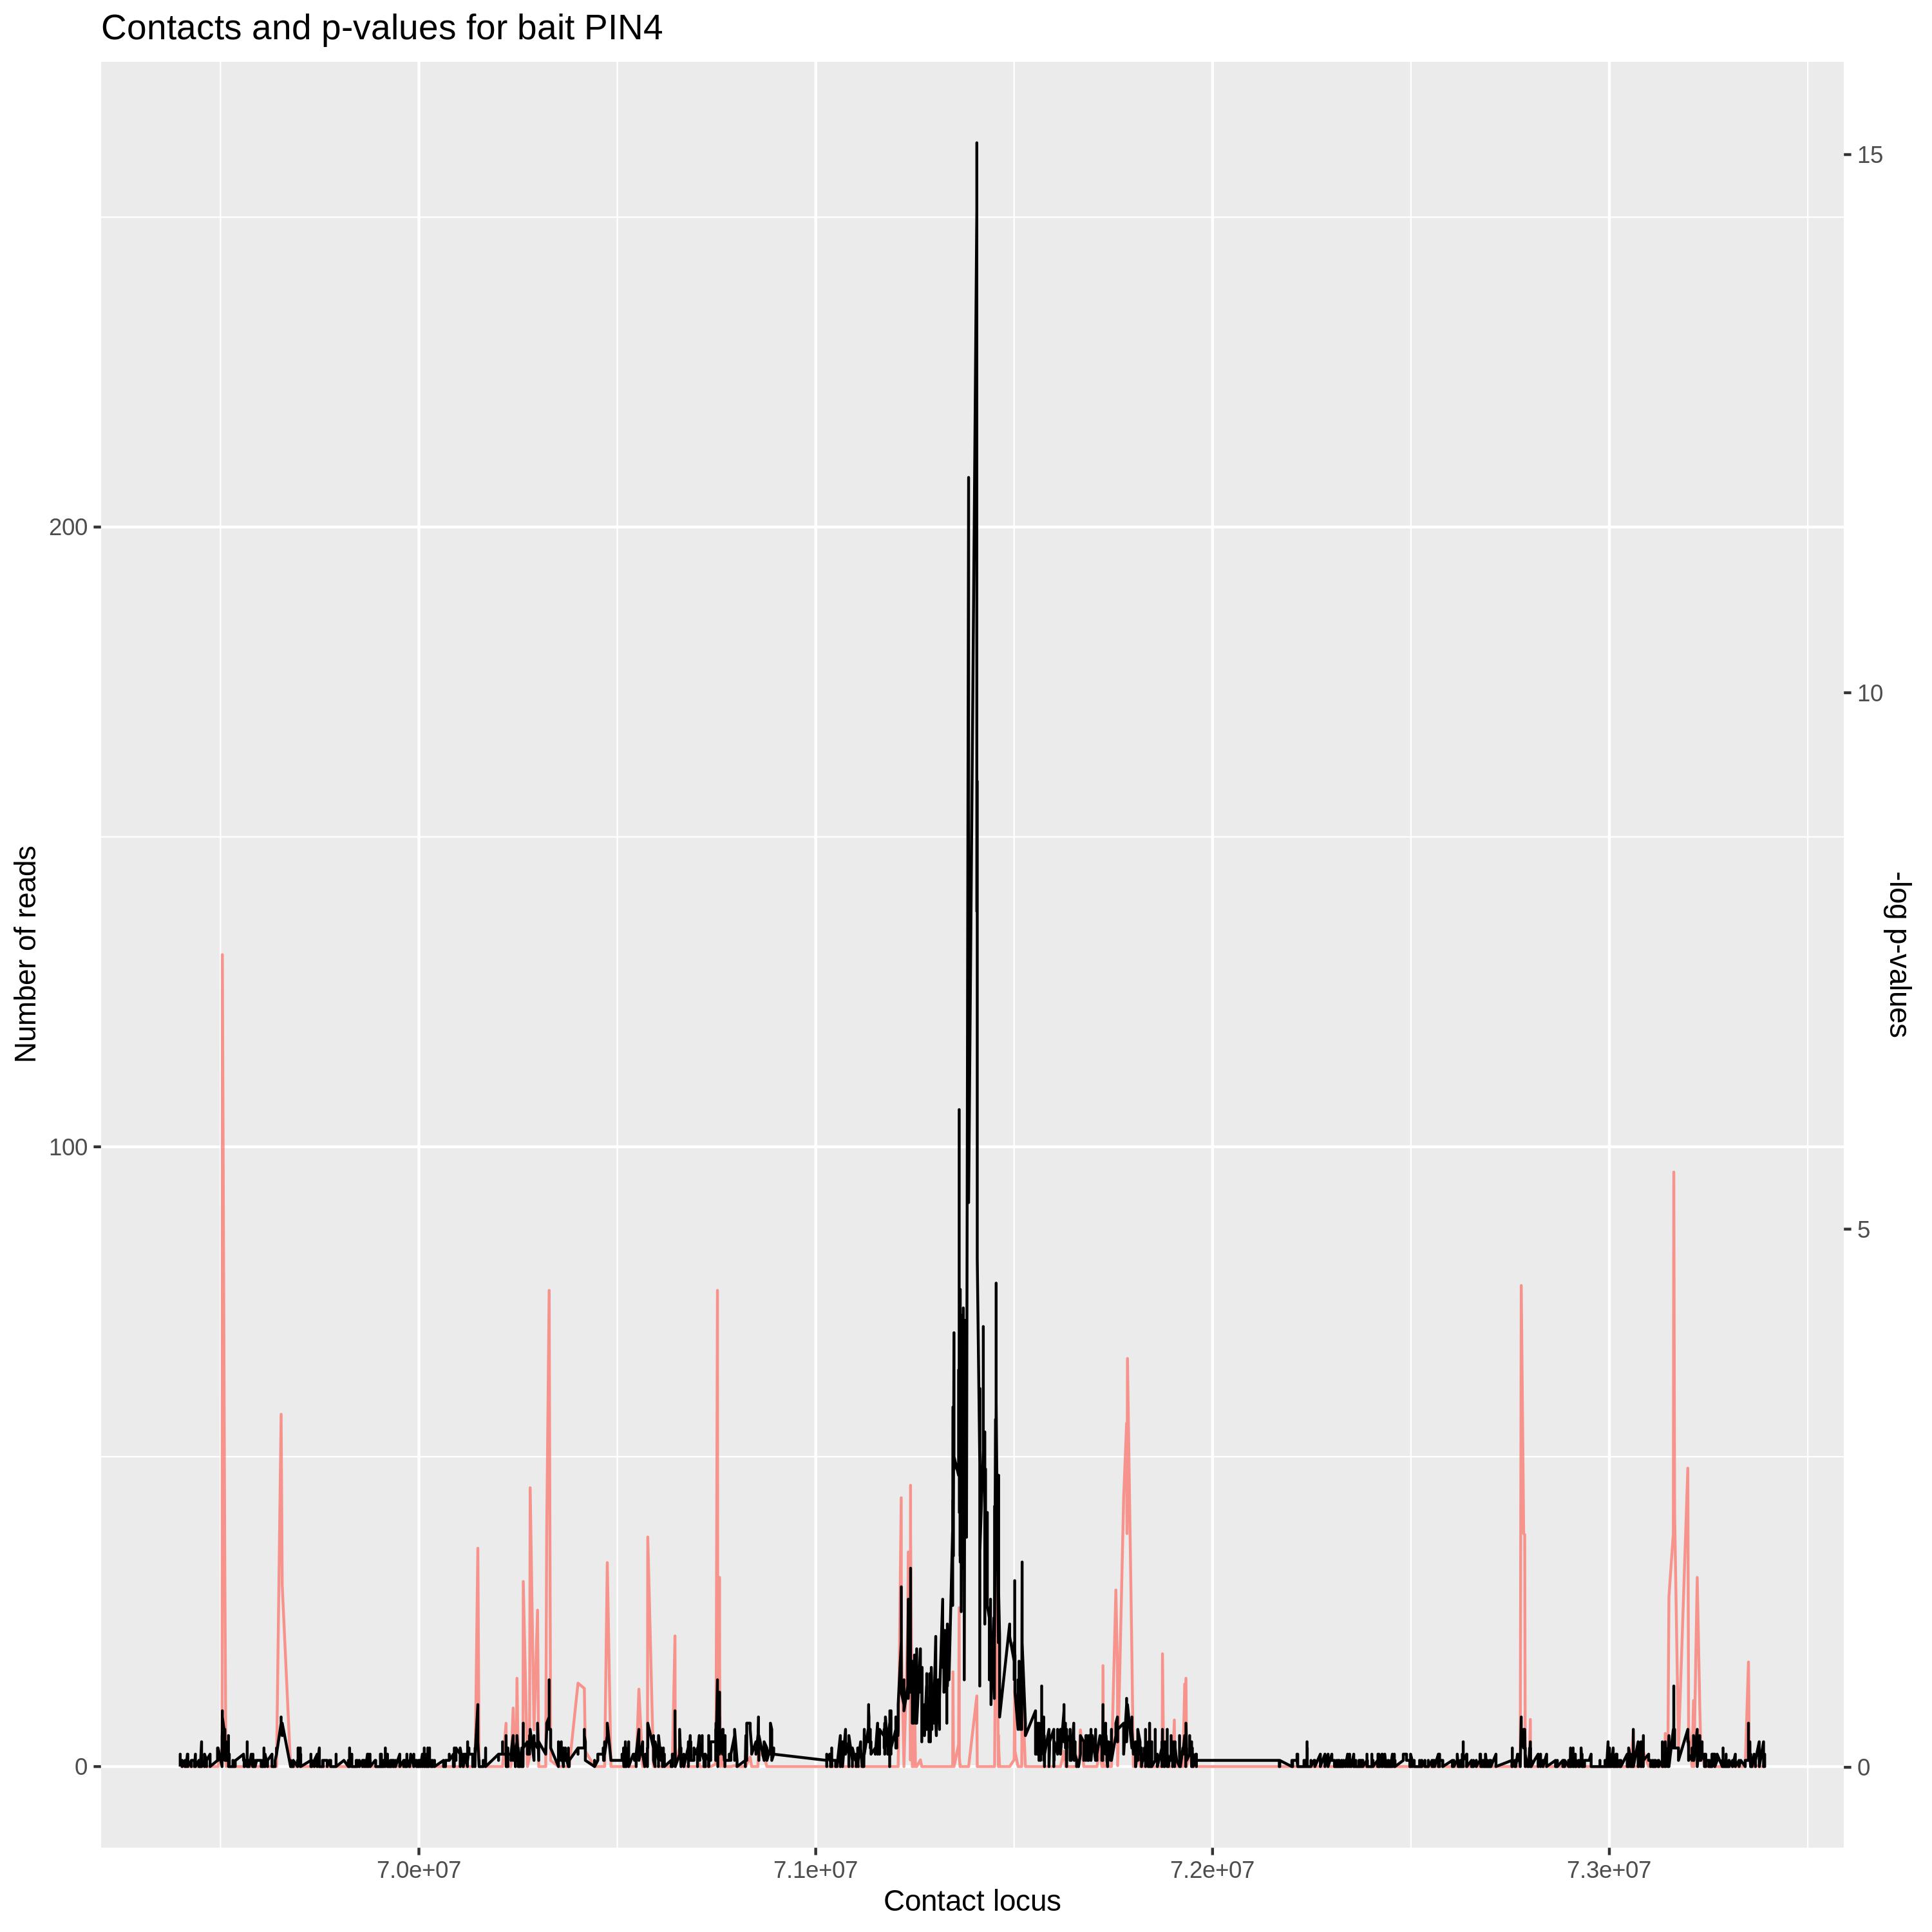 Contacts and p-values for bait PIN4
Number of reads
200
100
0
15
10
5
0
-log p-values
7.0e+07
7.1e+07
7.2e+07
7.3e+07
Contact locus